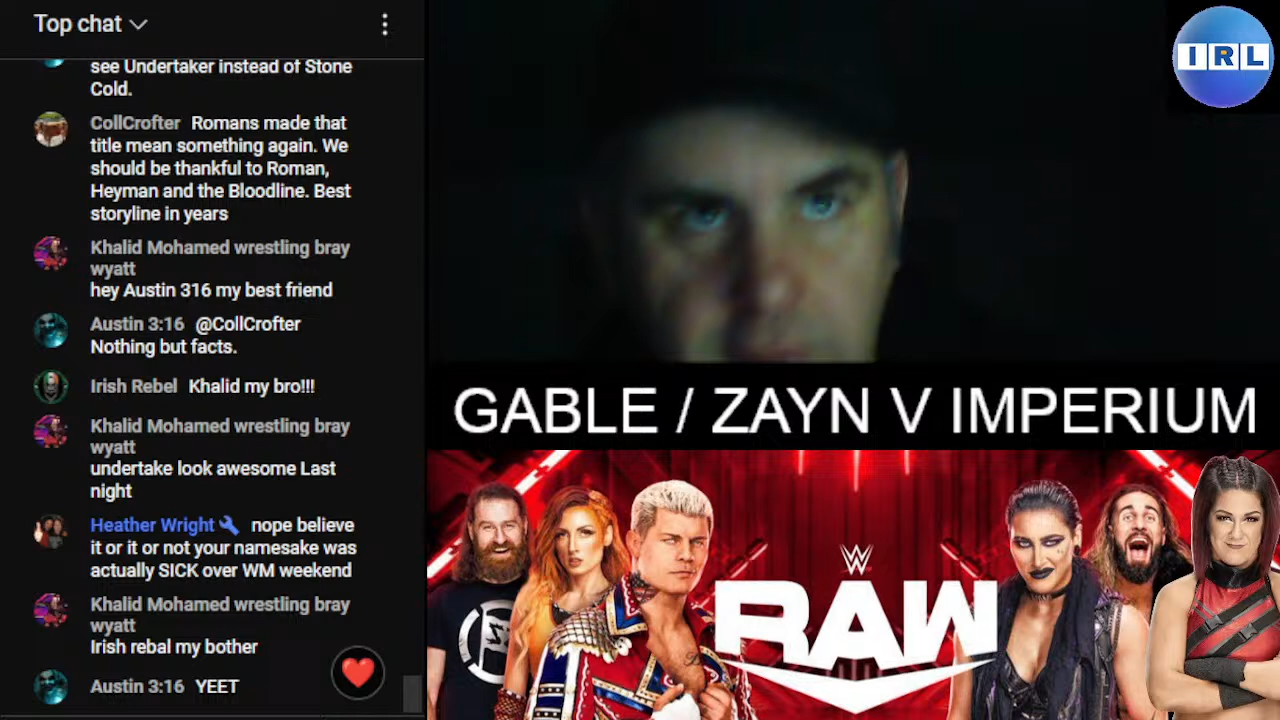 Top chat
see Undertaker instead of Stone
Cold.
CollCrofter Romans made that
title mean something again. We
should be thankful to Roman,
Heyman and the Bloodline. Best
storyline in years
Khalid Mohamed wrestling bray
wyatt
hey Austin 316 my best friend
Austin 3:16 @CollCrofter
Nothing but facts.
Irish Rebel Khalid my bro!!!
Khalid Mohamed wrestling bray
wyatt
undertake look awesome Last
night
Heather Wright nope believe
it or it or not your namesake was
actually SICK over WM weekend
Khalid Mohamed wrestling bray
wyatt
Irish rebal my bother
Austin 3:16 YEET
IRL
GABLE / ZAYN V IMPERIUM
W
RAW